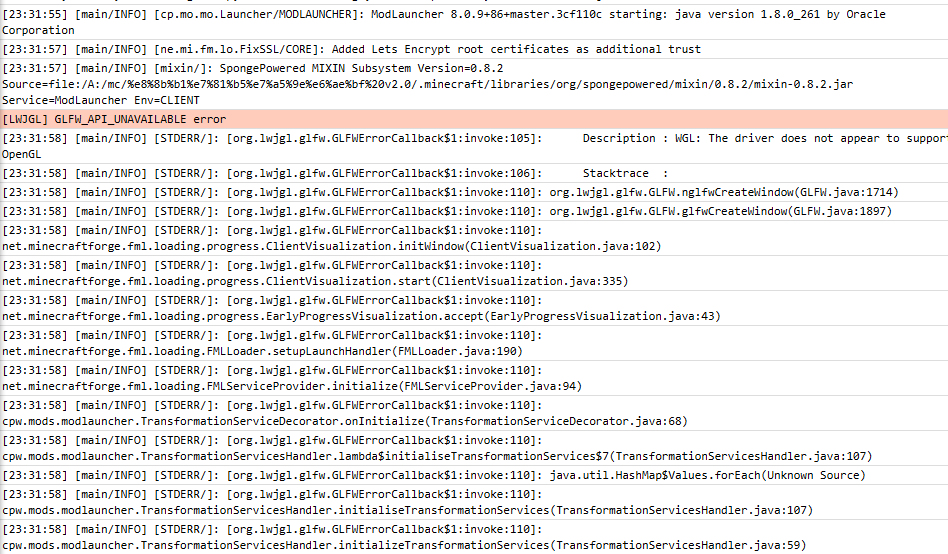 [23:31:55] [main/INFO] [cp.mo.mo.Launcher/MODLAUNCHER]: ModLauncher 8.0.9+86+master.3cf110c starting: java version 1.8.0_261 by Oracle
Corporation
[23:31:57] [main/INFO] [ne.mi.fm.lo.FixSSL/CORE]: Added Lets Encrypt root certificates as additional trust
[23:31:57] [main/INFO] [mixin/]: SpongePowered MIXIN Subsystem Version=0.8.2
Source=file:/A:/mc/%e8%8b%b1%e7%81%b5%e7%a5%9e%e6%ae%bf%20v2.0/.minecraft/libraries/org/spongepowered/mixin/0.8.2/mixin-0.8.2.jar
Service=ModLauncher Env=CLIENT
[LWJGL] GLFW_API_UNAVAILABLE error
[23:31:58] [main/INFO] [STDERR/]: [org.lwjgl.glfw.GLFWErrorCallback$1:invoke:105]: Description : WGL: The driver does not appear to suppor
OpenGL
[23:31:58] [main/INFO] [STDERR/]: [org.lwjgl.glfw.GLFWErrorCallback$1:invoke:106]: Stacktrace :
[23:31:58] [main/INFO] [STDERR/]: [org.lwjgl.glfw.GLFWErrorCallback$1:invoke:110]: org.lwjgl.glfw.GLFW.nglfwCreateWindow(GLFW.java:1714)
[23:31:58] [main/INFO] [STDERR/]: [org.lwjgl.glfw.GLFWErrorCallback$1:invoke:110]: org.lwjgl.glfw.GLFW.glfwCreateWindow(GLFW.java:1897)
[23:31:58] [main/INFO] [STDERR/]: [org.lwjgl.glfw.GLFWErrorCallback$1:invoke:110]:
net.minecraftforge.fml.loading.progress.ClientVisualization.initWindow(ClientVisualization.java:102)
[23:31:58] [main/INFO] [STDERR/]: [org.lwjgl.glfw.GLFWErrorCallback$1:invoke:110]:
net.minecraftforge.fml.loading.progress.ClientVisualization.start(ClientVisualization.java:335)
[23:31:58] [main/INFO] [STDERR/]: [org.lwjgl.glfw.GLFWErrorCallback$1:invoke:110]:
net.minecraftforge.fml.loading.progress.EarlyProgressVisualization.accept(EarlyProgressVisualization.java:43)
[23:31:58] [main/INFO] [STDERR/]: [org.lwjgl.glfw.GLFWErrorCallback$1:invoke:110]:
net.minecraftforge.fml.loading.FMLLoader.setupLaunchHandler(FMLLoader.java:190)
[23:31:58] [main/INFO] [STDERR/]: [org.lwjgl.glfw.GLFWErrorCallback$1:invoke:110]:
net.minecraftforge.fml.loading.FMLServiceProvider.initialize(FMLServiceProvider.java:94)
[23:31:58] [main/INFO] [STDERR/]: [org.lwjgl.glfw.GLFWErrorCallback$1:invoke:110]:
cpw.mods.modlauncher.TransformationServiceDecorator.onInitialize(TransformationServiceDecorator.java:68)
[23:31:58] [main/INFO] [STDERR/]: [org.lwjgl.glfw.GLFWErrorCallback$1:invoke:110]:
cpw.mods.modlauncher.TransformationServicesHandler.lambda$initialiseTransformationServices$7(TransformationServicesHandler.java:107)
[23:31:58] [main/INFO] [STDERR/]: [org.lwjgl.glfw.GLFWErrorCallback$1:invoke:110]: java.util.HashMap$Values.forEach(Unknown Source)
[23:31:58] [main/INFO] [STDERR/]: [org.lwjgl.glfw.GLFWErrorCallback$1:invoke:110]:
cpw.mods.modlauncher.TransformationServicesHandler.initialiseTransformationServices(TransformationServicesHandler.java:107)
[23:31:58] [main/INFO] [STDERR/]: [org.lwjgl.glfw.GLFWErrorCallback$1:invoke:110]:
cpw.mods.modlauncher.TransformationServicesHandler.initializeTransformationServices(TransformationServicesHandler.java:59)